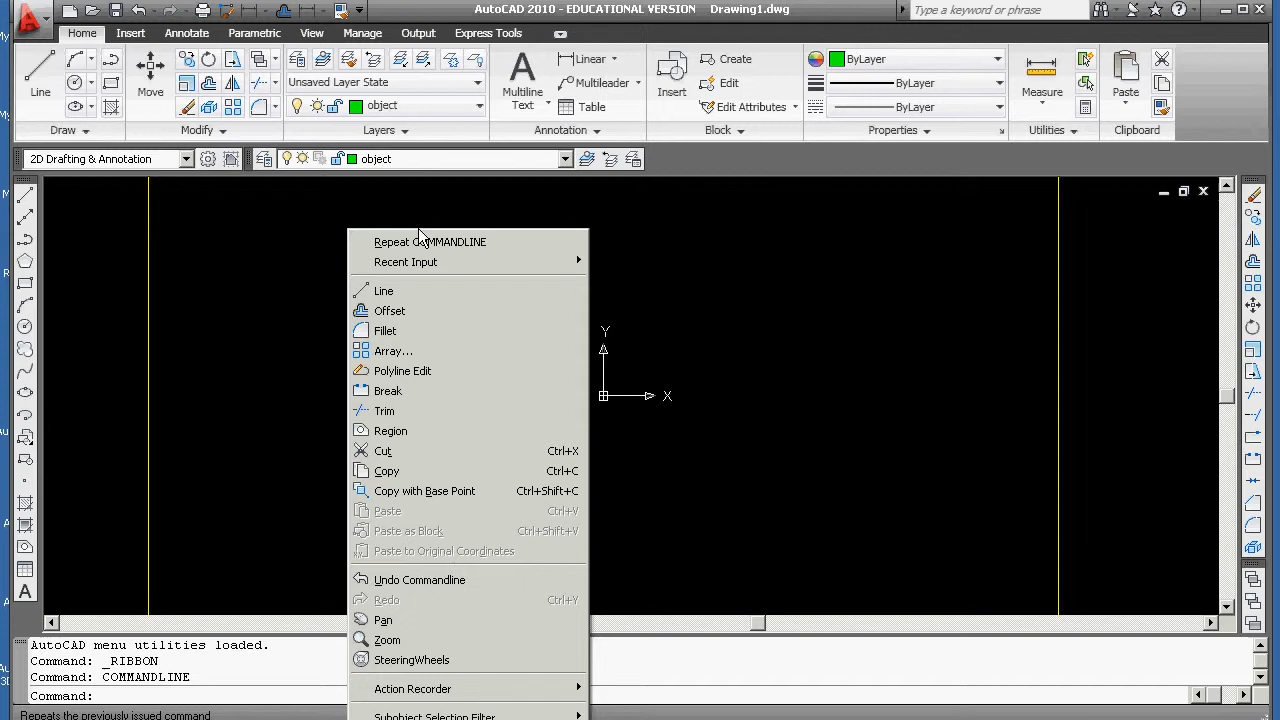 AutoCAD 2010 - EDUCATIONAL VERSION Drawing1.dwg
Type a keyword or phrase
Home Insert Annotate Parametric View Manage Output Express Tools
Line
Move
Unsaved Layer State
object
Multiline
Text
Linear
Multileader
Table
Insert
Create
Edit
Edit Attributes
ByLayer
ByLayer
ByLayer
Measure
Paste
Draw Modify Layers Annotation Block Properties Utilities Clipboard
2D Drafting & Annotation
object
Repeat COMMANDLINE
Recent Input
Line
Offset
Fillet
Array...
Polyline Edit
Break
Trim
Region
Cut Ctrl+X
Copy Ctrl+C
Copy with Base Point Ctrl+Shift+C
Paste Ctrl+V
Paste as Block Ctrl+Shift+V
Paste to Original Coordinates
Undo Commandline
Redo Ctrl+Y
Pan
Zoom
SteeringWheels
Action Recorder
Subobject Selection Filter
Y
X
A
AutoCAD menu utilities loaded.
Command: _RIBBON
Command: COMMANDLINE
Command:
Repeats the previously issued command